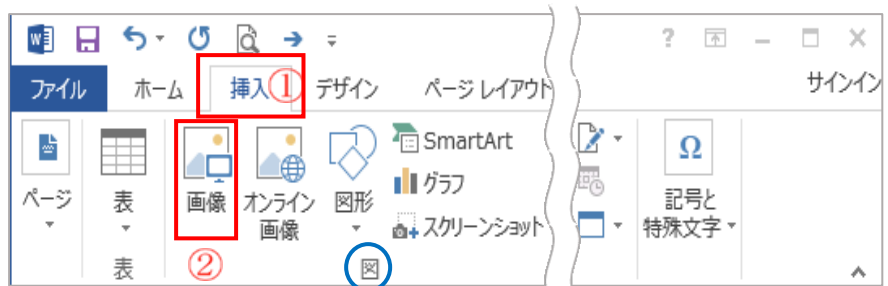 ?
ファイル ホーム 挿入① デザイン ページ レイアウト サインイン
SmartArt
グラフ
スクリーンショット
ページ 表 画像 オンライン画像 図形 Ω 記号と特殊文字
表 ② 図